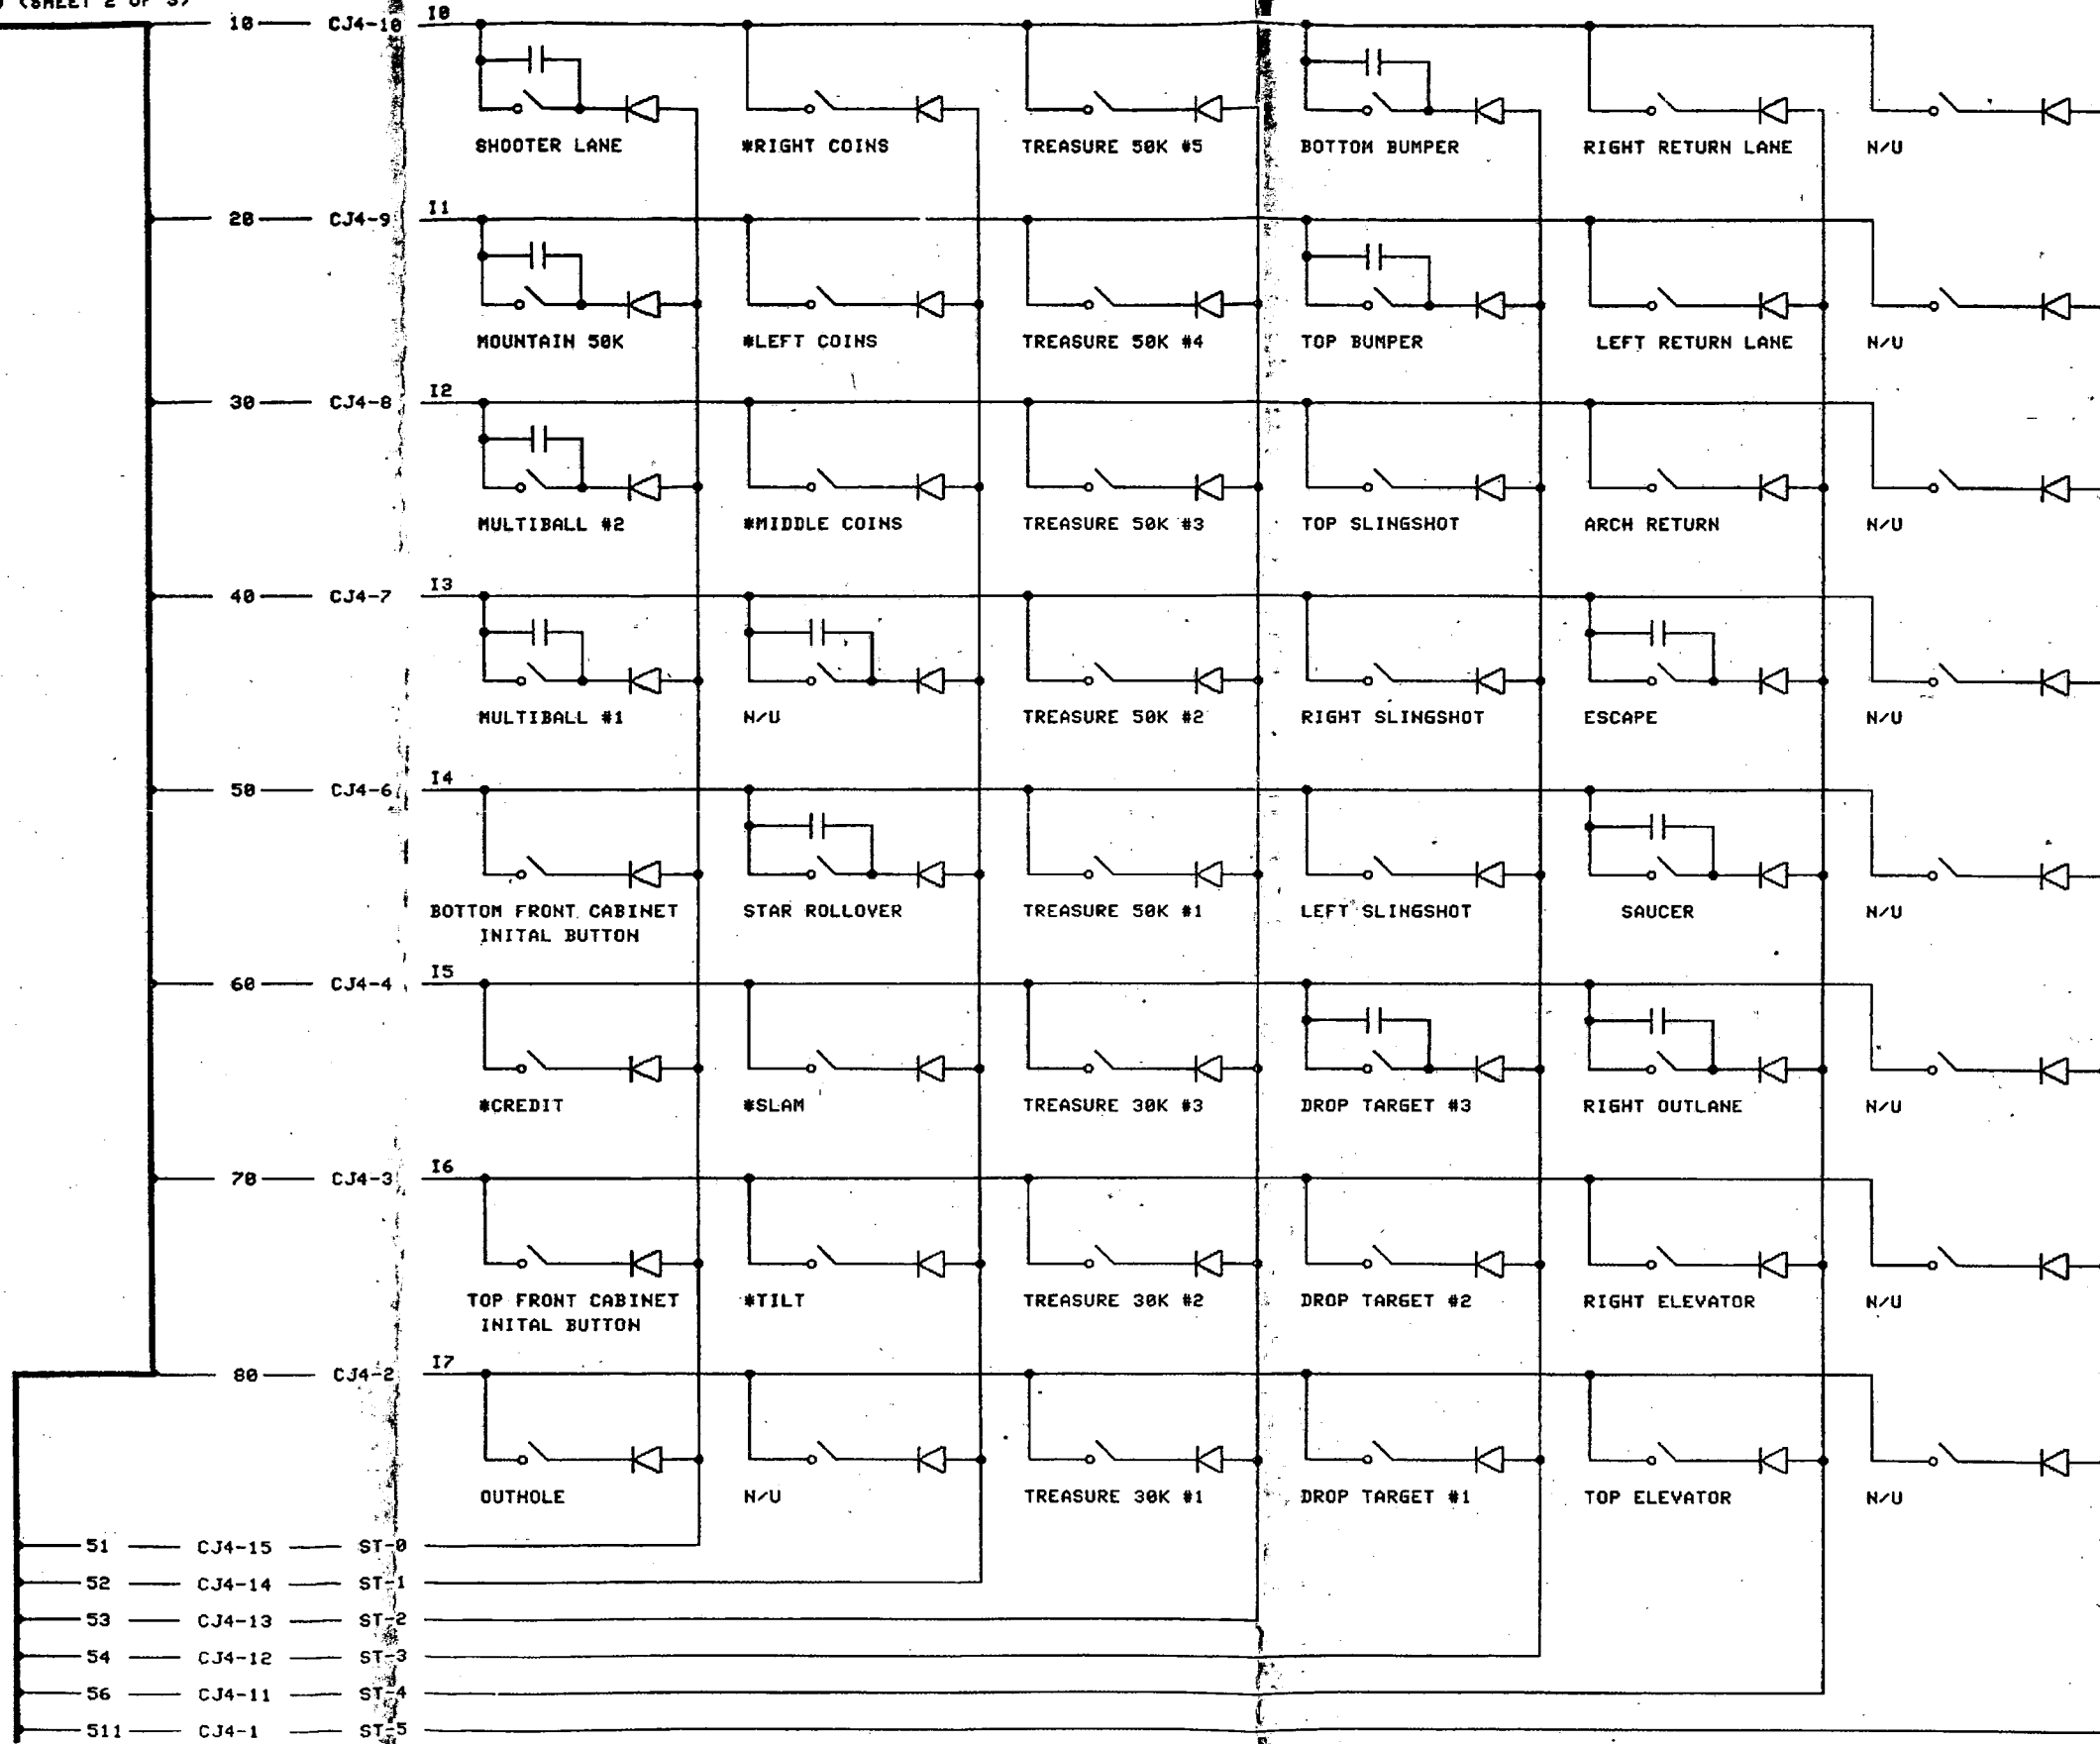 (SHEET 2 OF 3)
10 CJ4-10 I0
SHOOTER LANE *RIGHT COINS TREASURE 50K #5 BOTTOM BUMPER RIGHT RETURN LANE N/U
20 CJ4-9 I1
MOUNTAIN 50K *LEFT COINS TREASURE 50K #4 TOP BUMPER LEFT RETURN LANE N/U
30 CJ4-8 I2
MULTIBALL #2 *MIDDLE COINS TREASURE 50K #3 TOP SLINGSHOT ARCH RETURN N/U
40 CJ4-7 I3
MULTIBALL #1 N/U TREASURE 50K #2 RIGHT SLINGSHOT ESCAPE N/U
50 CJ4-6 I4
BOTTOM FRONT CABINET STAR ROLLOVER TREASURE 50K #1 LEFT SLINGSHOT SAUCER N/U
INITAL BUTTON
60 CJ4-4 I5
*CREDIT *SLAM TREASURE 30K #3 DROP TARGET #3 RIGHT OUTLANE N/U
70 CJ4-3 I6
TOP FRONT CABINET *TILT TREASURE 30K #2 DROP TARGET #2 RIGHT ELEVATOR N/U
INITAL BUTTON
80 CJ4-2 I7
OUTHOLE N/U TREASURE 30K #1 DROP TARGET #1 TOP ELEVATOR N/U
51 CJ4-15 ST-0
52 CJ4-14 ST-1
53 CJ4-13 ST-2
54 CJ4-12 ST-3
56 CJ4-11 ST-4
511 CJ4-1 ST-5